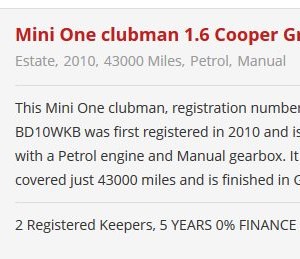 Mini One clubman 1.6 Cooper
Estate, 2010, 43000 Miles, Petrol, Manual
This Mini One clubman, registration number
BD10WKB was first registered in 2010 and is
with a Petrol engine and Manual gearbox. It
covered just 43000 miles and is finished in
2 Registered Keepers, 5 YEARS 0% FINANCE